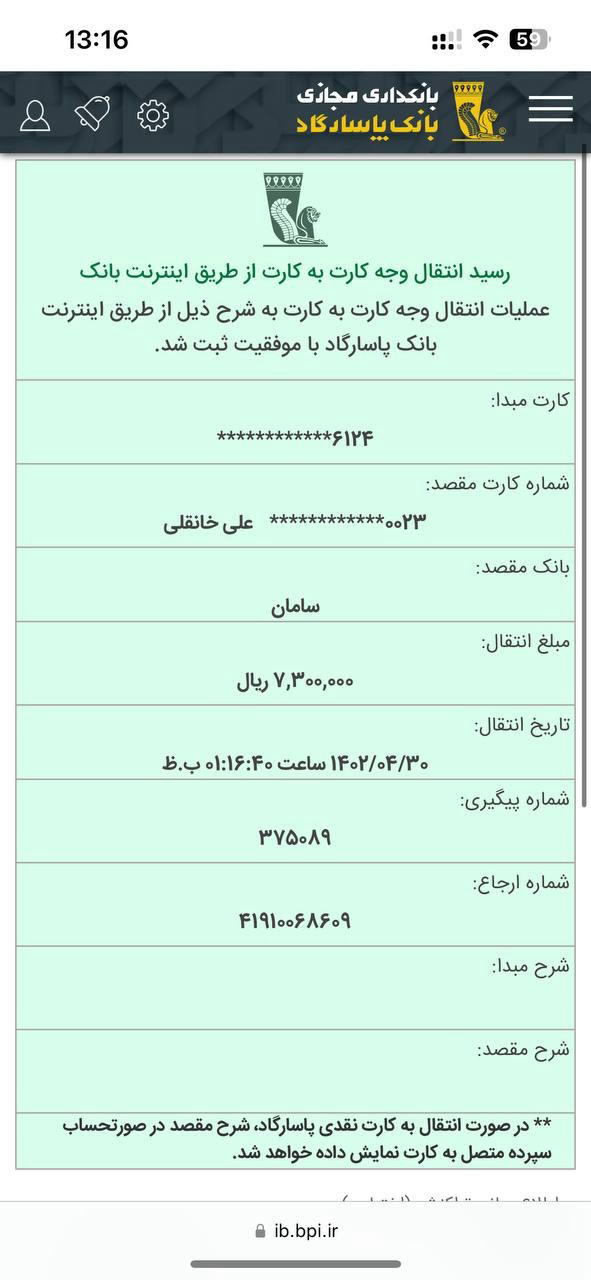 13:16
59
بانکداری مجازی
بانک پاسارگاد
رسید انتقال وجه کارت به کارت از طریق اینترنت بانک
عملیات انتقال وجه کارت به کارت به شرح ذیل از طریق اینترنت
بانک پاسارگاد با موفقیت ثبت شد.
کارت مبدا:
************۶۱۲۴
شماره کارت مقصد:
************۰۰۲۳ علی خانقلی
بانک مقصد:
سامان
مبلغ انتقال:
۷,۳۰۰,۰۰۰ ریال
تاریخ انتقال:
۱۴۰۲/۰۴/۳۰ ساعت ۰۱:۱۶:۴۰ ب.ظ
شماره پیگیری:
۳۷۵۰۸۹
شماره ارجاع:
۴۱۹۱۰۰۶۸۶۰۹
شرح مبدا:
شرح مقصد:
** در صورت انتقال به کارت نقدی پاسارگاد، شرح مقصد در صورتحساب
سپرده متصل به کارت نمایش داده خواهد شد.
ib.bpi.ir